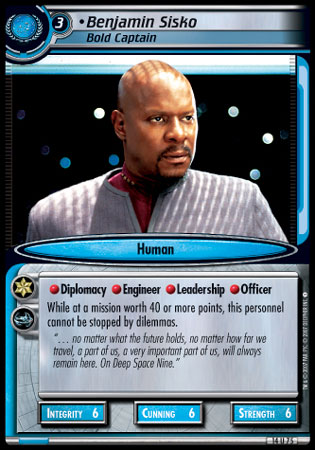 3
•Benjamin Sisko
Bold Captain
Human
Diplomacy Engineer Leadership Officer
While at a mission worth 40 or more points, this personnel
cannot be stopped by dilemmas.
“… no matter what the future holds, no matter how far we
travel, a part of us, a very important part of us, will always
remain here. On Deep Space Nine.”
INTEGRITY 6 CUNNING 6 STRENGTH 6
14 U 75